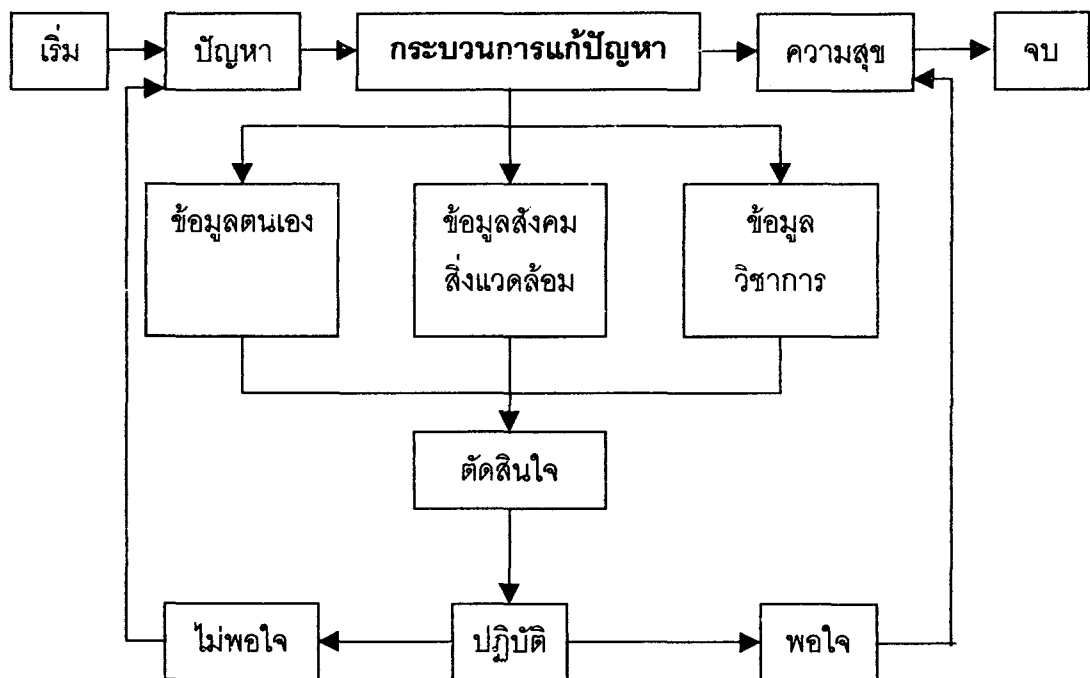 เริ่ม
ปัญหา
กระบวนการแก้ปัญหา
ความสุข
จบ
ข้อมูลตนเอง
ข้อมูลสังคม
สิ่งแวดล้อม
ข้อมูล
วิชาการ
ตัดสินใจ
ไม่พอใจ
ปฏิบัติ
พอใจ